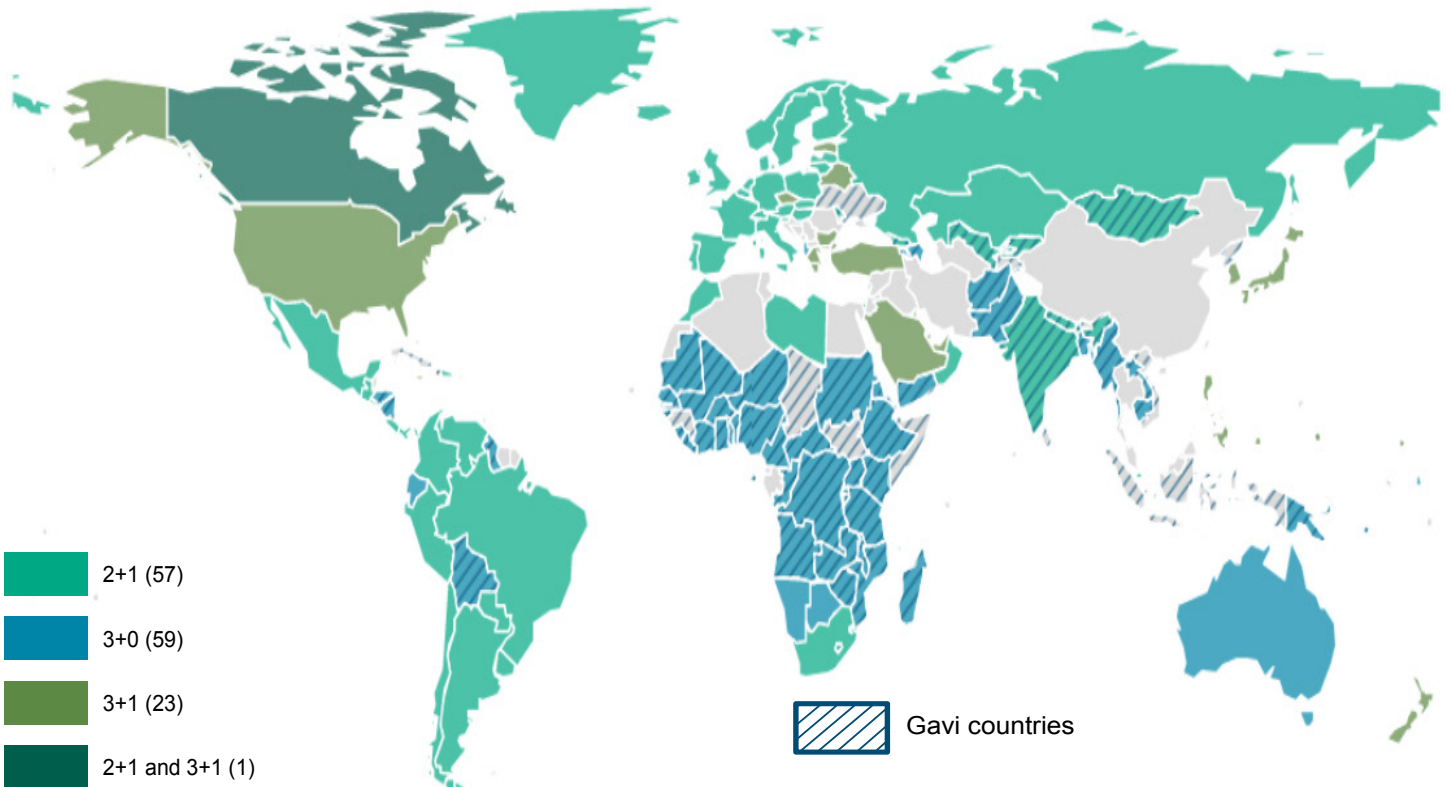 2+1 (57)
3+0 (59)
3+1 (23)
Gavi countries
2+1 and 3+1 (1)